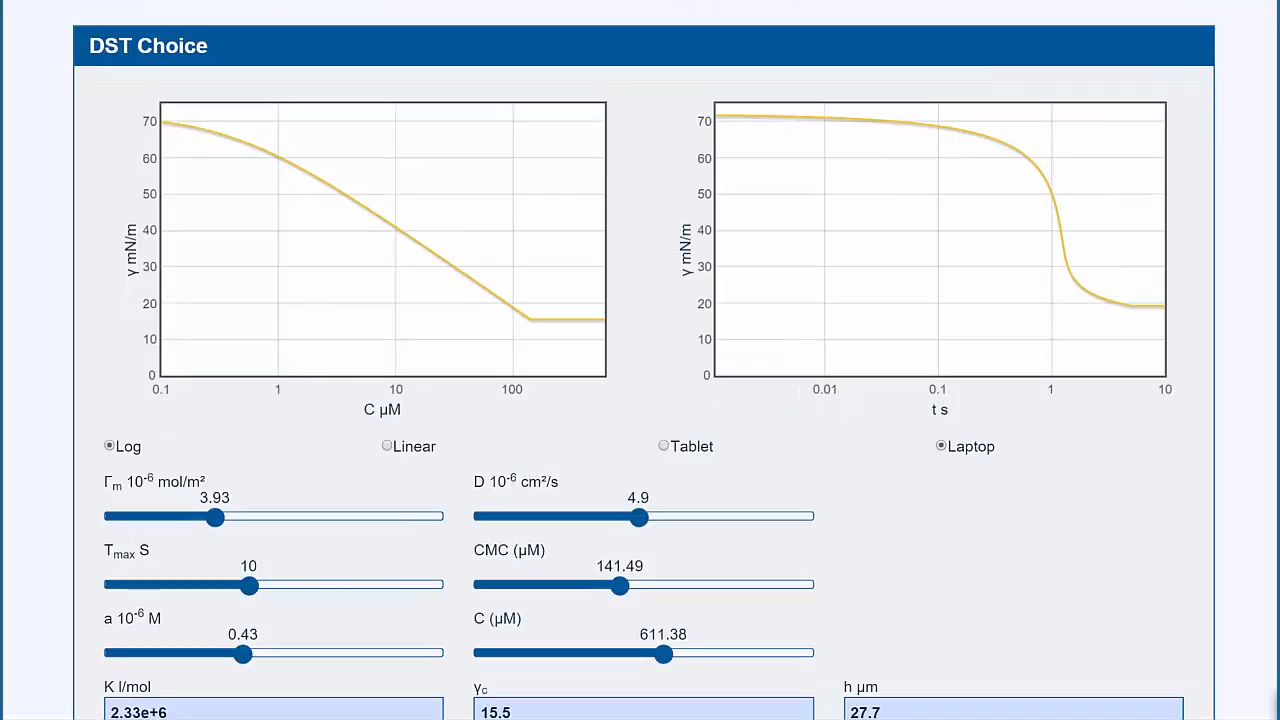 DST Choice
70
60
50
40
30
20
10
0
γ mN/m
0.1 1 10 100
C μM
70
60
50
40
30
20
10
0
γ mN/m
0.01 0.1 1 10
t s
Log Linear Tablet Laptop
Γm 10-6 mol/m² D 10-6 cm²/s
3.93 4.9
Tmax S CMC (μM)
10 141.49
a 10-6 M C (μM)
0.43 611.38
K l/mol γc h μm
2.33e+6 15.5 27.7